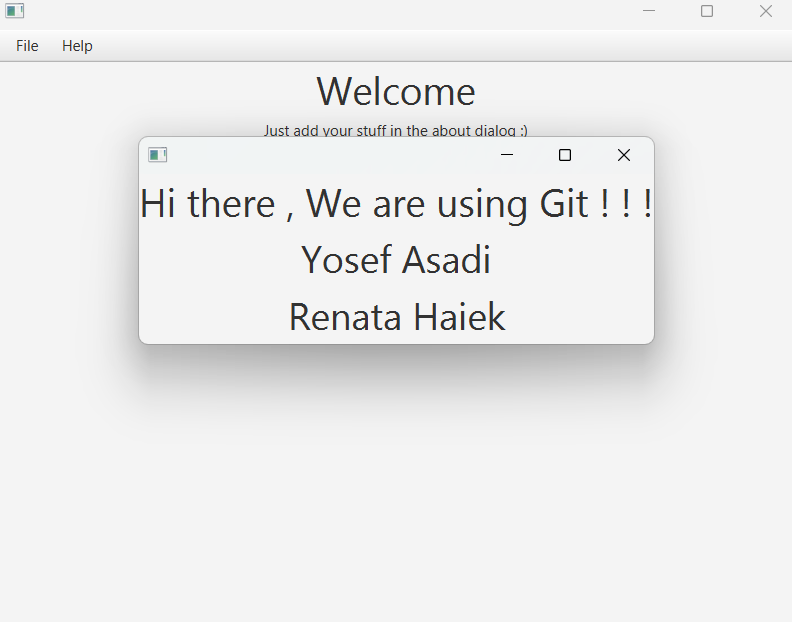 File Help
Welcome
Just add your stuff in the about dialog :)
Hi there , We are using Git ! ! !
Yosef Asadi
Renata Haiek